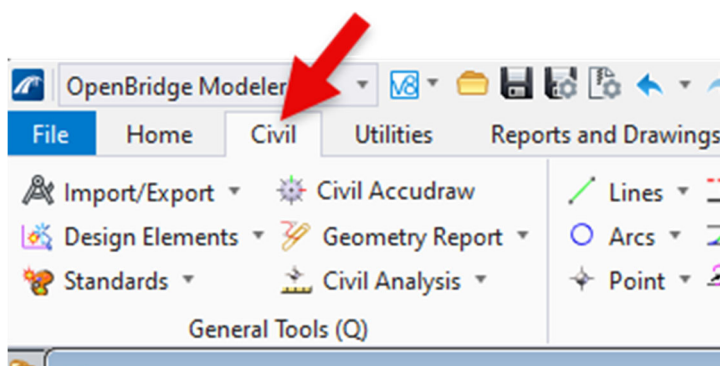 OpenBridge Modeler V8
File Home Civil Utilities Reports and Drawings
Import/Export Civil Accudraw Lines
Design Elements Geometry Report Arcs
Standards Civil Analysis Point
General Tools (Q)